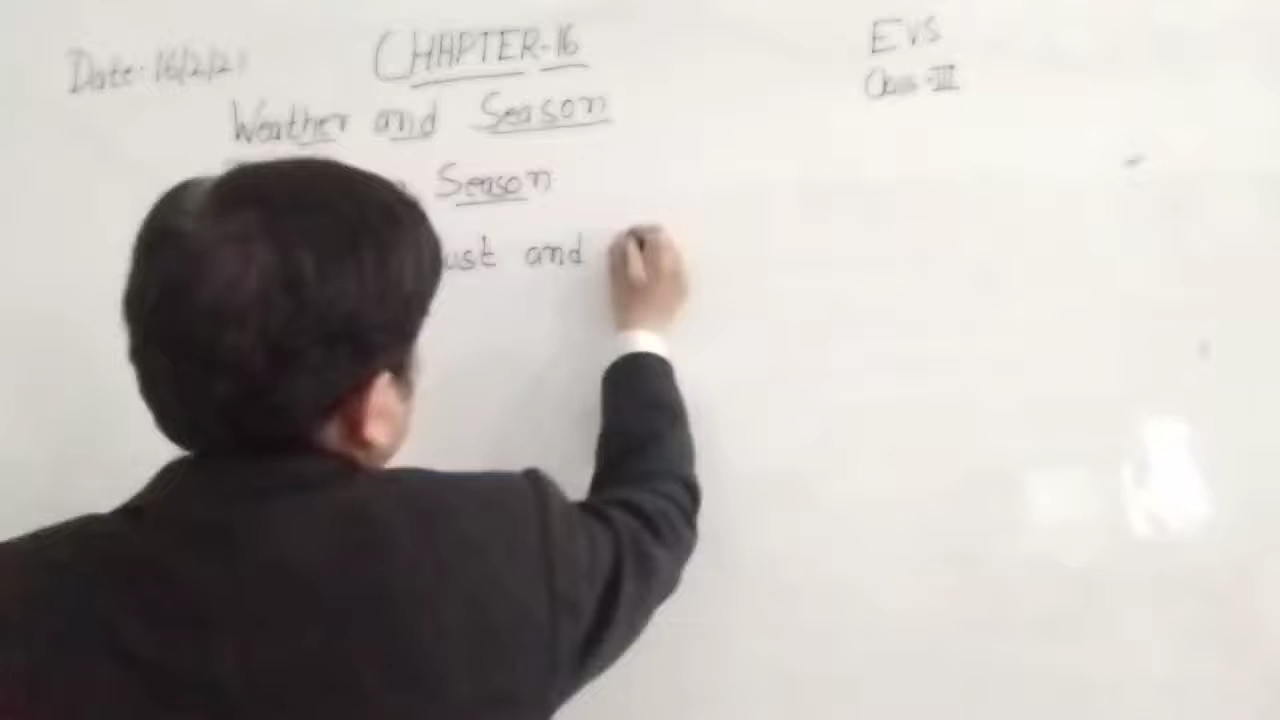 Date: 16/2/21
CHAPTER-16
EVS
Class-III
Weather and Season
Season
ust and